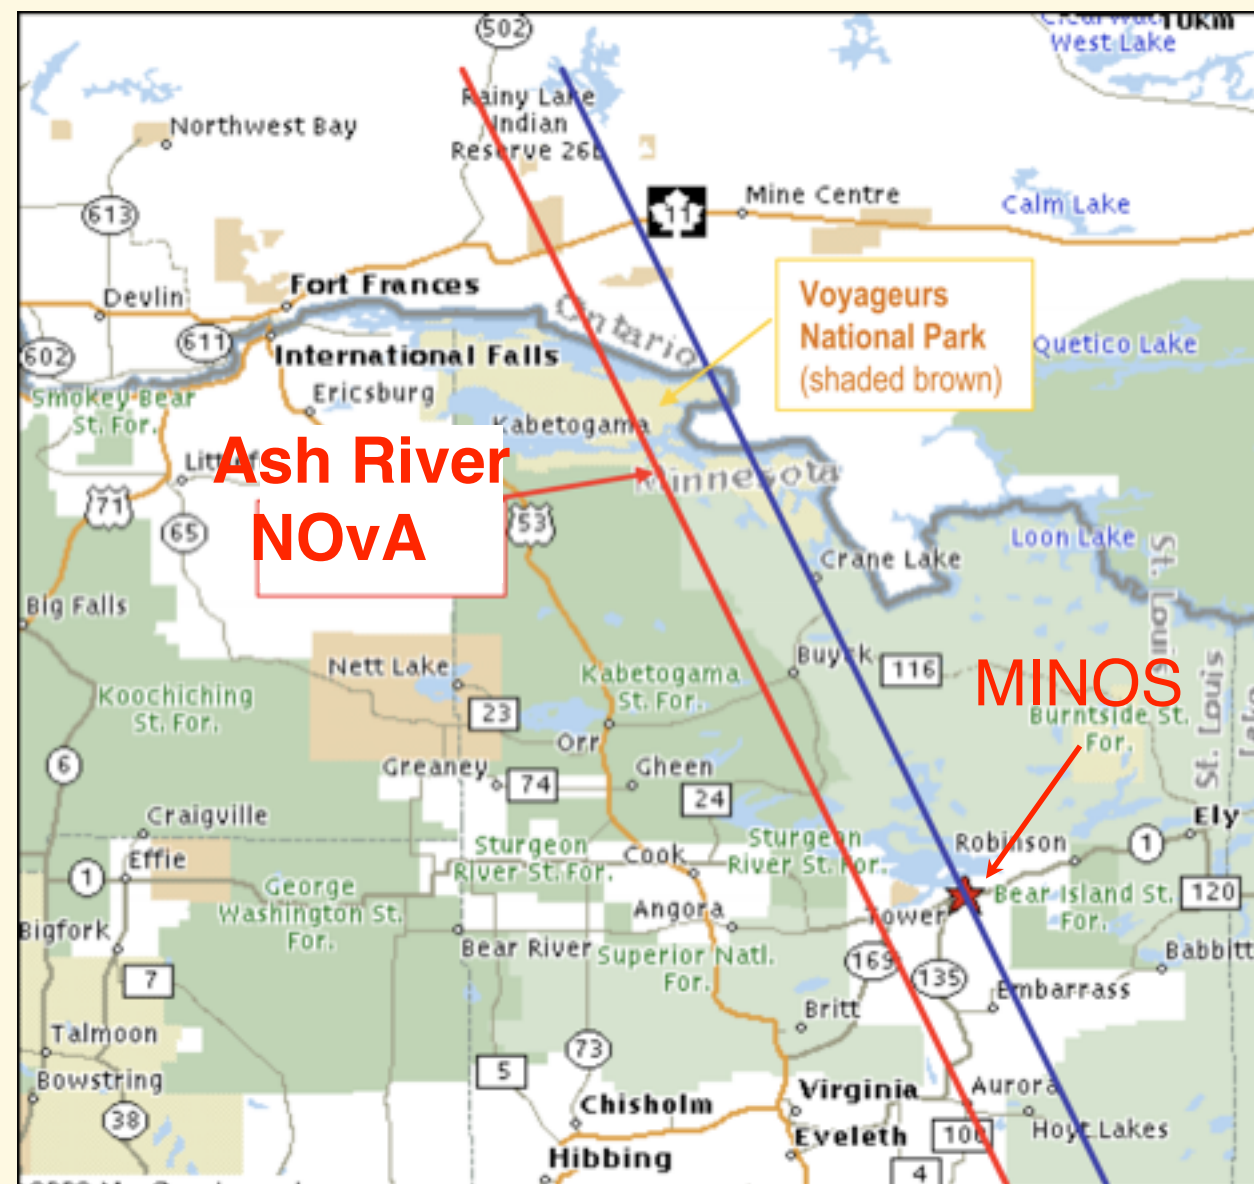 502
10km
West Lake
Rainy Lake
Indian
Reserve 26
Northwest Bay
613
11
Mine Centre
Calm Lake
Devlin
Fort Frances
Ontario
Voyageurs
National Park
(shaded brown)
602
611
International Falls
Quetico Lake
Smokey Bear
St. For.
Ericsburg
Kabetogama
Ash River
NOvA
Minnesota
71
65
53
Crane Lake
Loon Lake
St. Louis
Big Falls
Nett Lake
Buyck
116
MINOS
Koochiching
St. For.
Kabetogama
St. For.
Burntside St.
For.
St. Louis
23
Orr
6
Greaney
74
Gheen
24
Craigville
Ely
Effie
Sturgeon
River St. For.
Cook
Sturgeon
River St. For.
Robinson
1
1
George
Washington St.
For.
120
Bear Island St.
For.
Angora
Tower
Bigfork
Bear River
Superior Natl.
For.
169
135
Babbitt
7
Embarrass
Britt
Talmoon
73
5
Bowstring
Virginia
Aurora
38
Chisholm
Eveleth
Hoyt Lakes
4
Hibbing